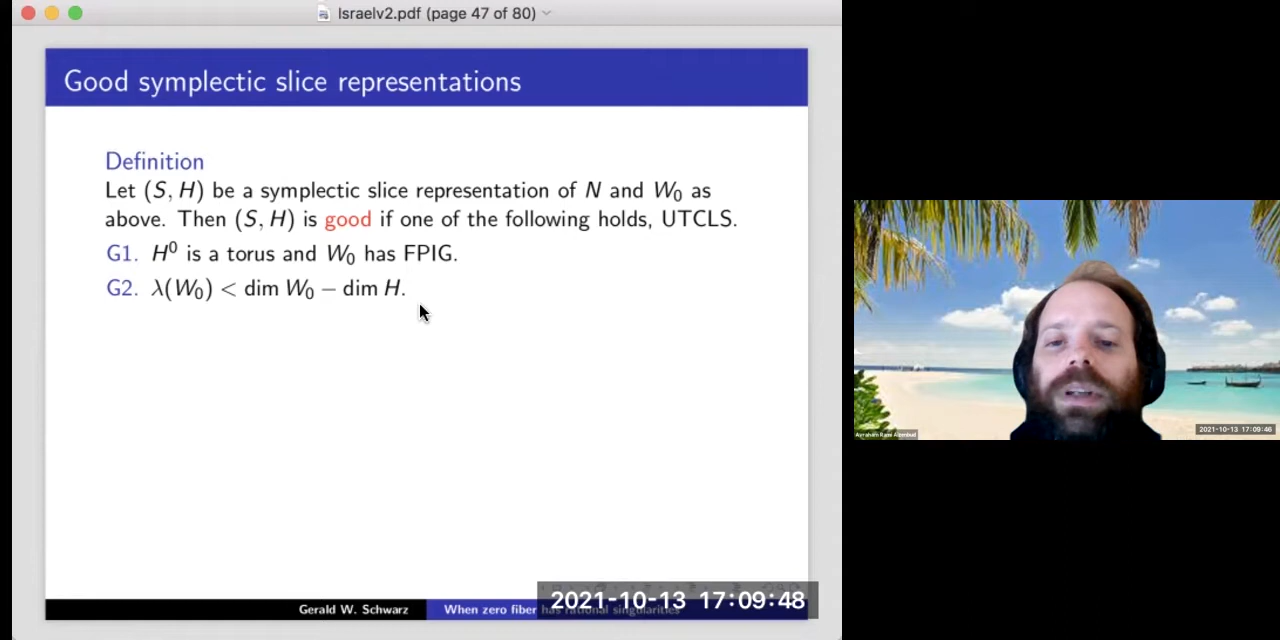 Israelv2.pdf (page 47 of 80)
Good symplectic slice representations
Definition
Let (S, H) be a symplectic slice representation of N and W₀ as
above. Then (S, H) is good if one of the following holds, UTCLS.
G1. H⁰ is a torus and W₀ has FPIG.
G2. λ(W₀) < dim W₀ − dim H.
Gerald W. Schwarz
When zero fiber has rational singularities
2021-10-13 17:09:48
2021-10-13 17:09:46